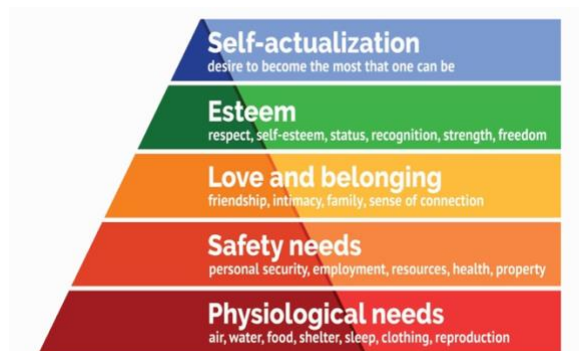 Self-actualization
desire to become the most that one can be
Esteem
respect, self-esteem, status, recognition, strength, freedom
Love and belonging
friendship, intimacy, family, sense of connection
Safety needs
personal security, employment, resources, health, property
Physiological needs
air, water, food, shelter, sleep, clothing, reproduction